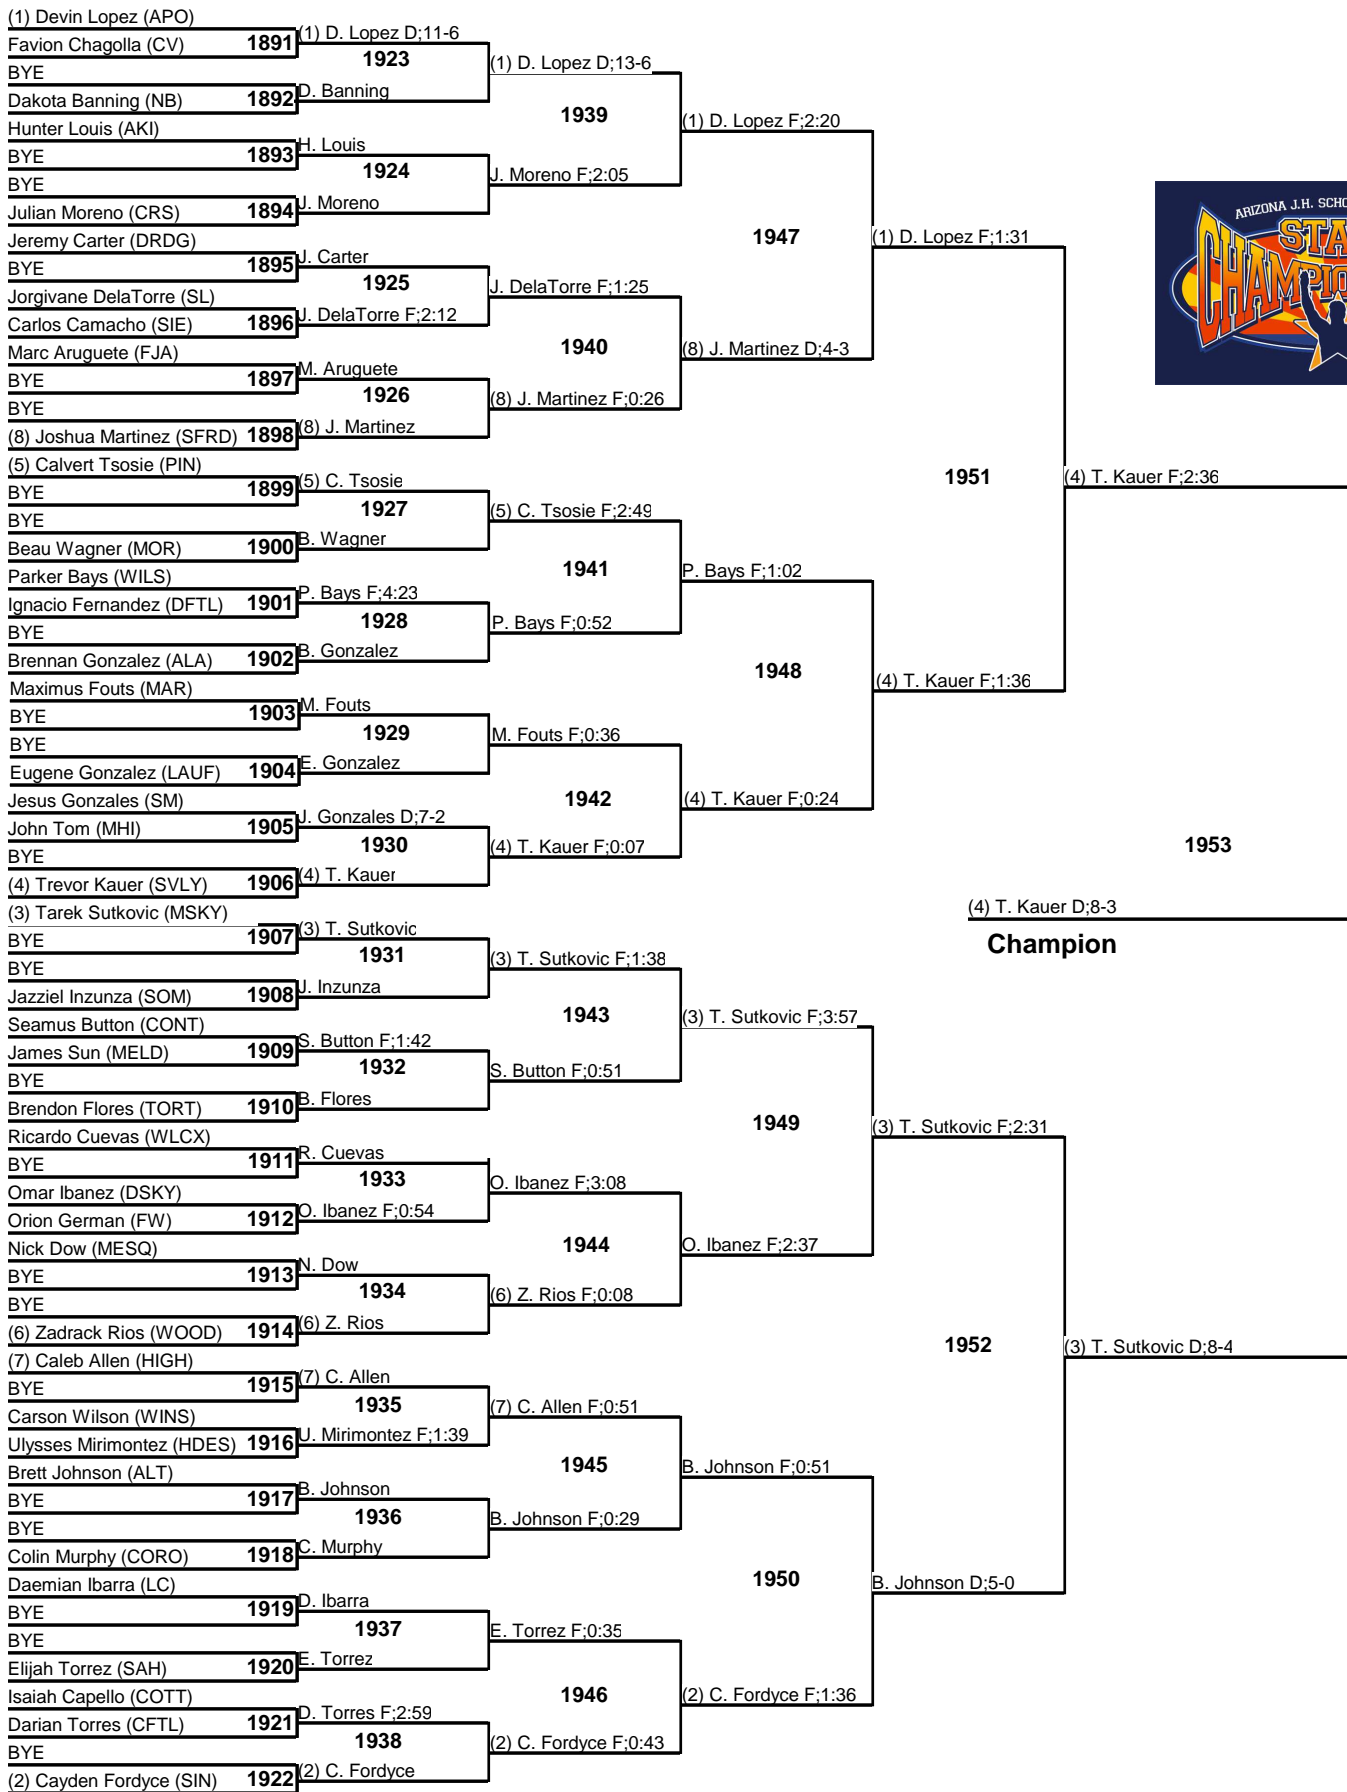 (1) Devin Lopez (APO)
Favion Chagolla (CV) 1891
BYE
Dakota Banning (NB) 1892
Hunter Louis (AKI)
BYE 1893
BYE
Julian Moreno (CRS) 1894
Jeremy Carter (DRDG)
BYE 1895
Jorgivane DelaTorre (SL)
Carlos Camacho (SIE) 1896
Marc Aruguete (FJA)
BYE 1897
BYE
(8) Joshua Martinez (SFRD) 1898
(5) Calvert Tsosie (PIN)
BYE 1899
BYE
Beau Wagner (MOR) 1900
Parker Bays (WILS)
Ignacio Fernandez (DFTL) 1901
BYE
Brennan Gonzalez (ALA) 1902
Maximus Fouts (MAR)
BYE 1903
BYE
Eugene Gonzalez (LAUF) 1904
Jesus Gonzales (SM)
John Tom (MHI) 1905
BYE
(4) Trevor Kauer (SVLY) 1906
(3) Tarek Sutkovic (MSKY)
BYE 1907
BYE
Jazziel Inzunza (SOM) 1908
Seamus Button (CONT)
James Sun (MELD) 1909
BYE
Brendon Flores (TORT) 1910
Ricardo Cuevas (WLCX)
BYE 1911
Omar Ibanez (DSKY)
Orion German (FW) 1912
Nick Dow (MESQ)
BYE 1913
BYE
(6) Zadrack Rios (WOOD) 1914
(7) Caleb Allen (HIGH)
BYE 1915
Carson Wilson (WINS)
Ulysses Mirimontez (HDES) 1916
Brett Johnson (ALT)
BYE 1917
BYE
Colin Murphy (CORO) 1918
Daemian Ibarra (LC)
BYE 1919
BYE
Elijah Torrez (SAH) 1920
Isaiah Capello (COTT)
Darian Torres (CFTL) 1921
BYE
(2) Cayden Fordyce (SIN) 1922
(1) D. Lopez D;11-6
1923
D. Banning
H. Louis
1924
J. Moreno
J. Carter
1925
J. DelaTorre F;2:12
M. Aruguete
1926
(8) J. Martinez
(5) C. Tsosie
1927
B. Wagner
P. Bays F;4:23
1928
B. Gonzalez
M. Fouts
1929
E. Gonzalez
J. Gonzales D;7-2
1930
(4) T. Kauer
(3) T. Sutkovic
1931
J. Inzunza
S. Button F;1:42
1932
B. Flores
R. Cuevas
1933
O. Ibanez F;0:54
N. Dow
1934
(6) Z. Rios
(7) C. Allen
1935
U. Mirimontez F;1:39
B. Johnson
1936
C. Murphy
D. Ibarra
1937
E. Torrez
D. Torres F;2:59
1938
(2) C. Fordyce
(1) D. Lopez D;13-6
1939
J. Moreno F;2:05
J. DelaTorre F;1:25
1940
(8) J. Martinez F;0:26
(5) C. Tsosie F;2:49
1941
P. Bays F;0:52
M. Fouts F;0:36
1942
(4) T. Kauer F;0:07
(3) T. Sutkovic F;1:38
1943
S. Button F;0:51
O. Ibanez F;3:08
1944
(6) Z. Rios F;0:08
(7) C. Allen F;0:51
1945
B. Johnson F;0:29
E. Torrez F;0:35
1946
(2) C. Fordyce F;0:43
(1) D. Lopez F;2:20
1947
(8) J. Martinez D;4-3
P. Bays F;1:02
1948
(4) T. Kauer F;0:24
(3) T. Sutkovic F;3:57
1949
O. Ibanez F;2:37
B. Johnson F;0:51
1950
(2) C. Fordyce F;1:36
(1) D. Lopez F;1:31
1951
(4) T. Kauer F;1:36
(3) T. Sutkovic F;2:31
1952
B. Johnson D;5-0
(4) T. Kauer F;2:36
1953
(3) T. Sutkovic D;8-4
(4) T. Kauer D;8-3
Champion
ARIZONA J.H. SCHO
STA
CHAMPIO